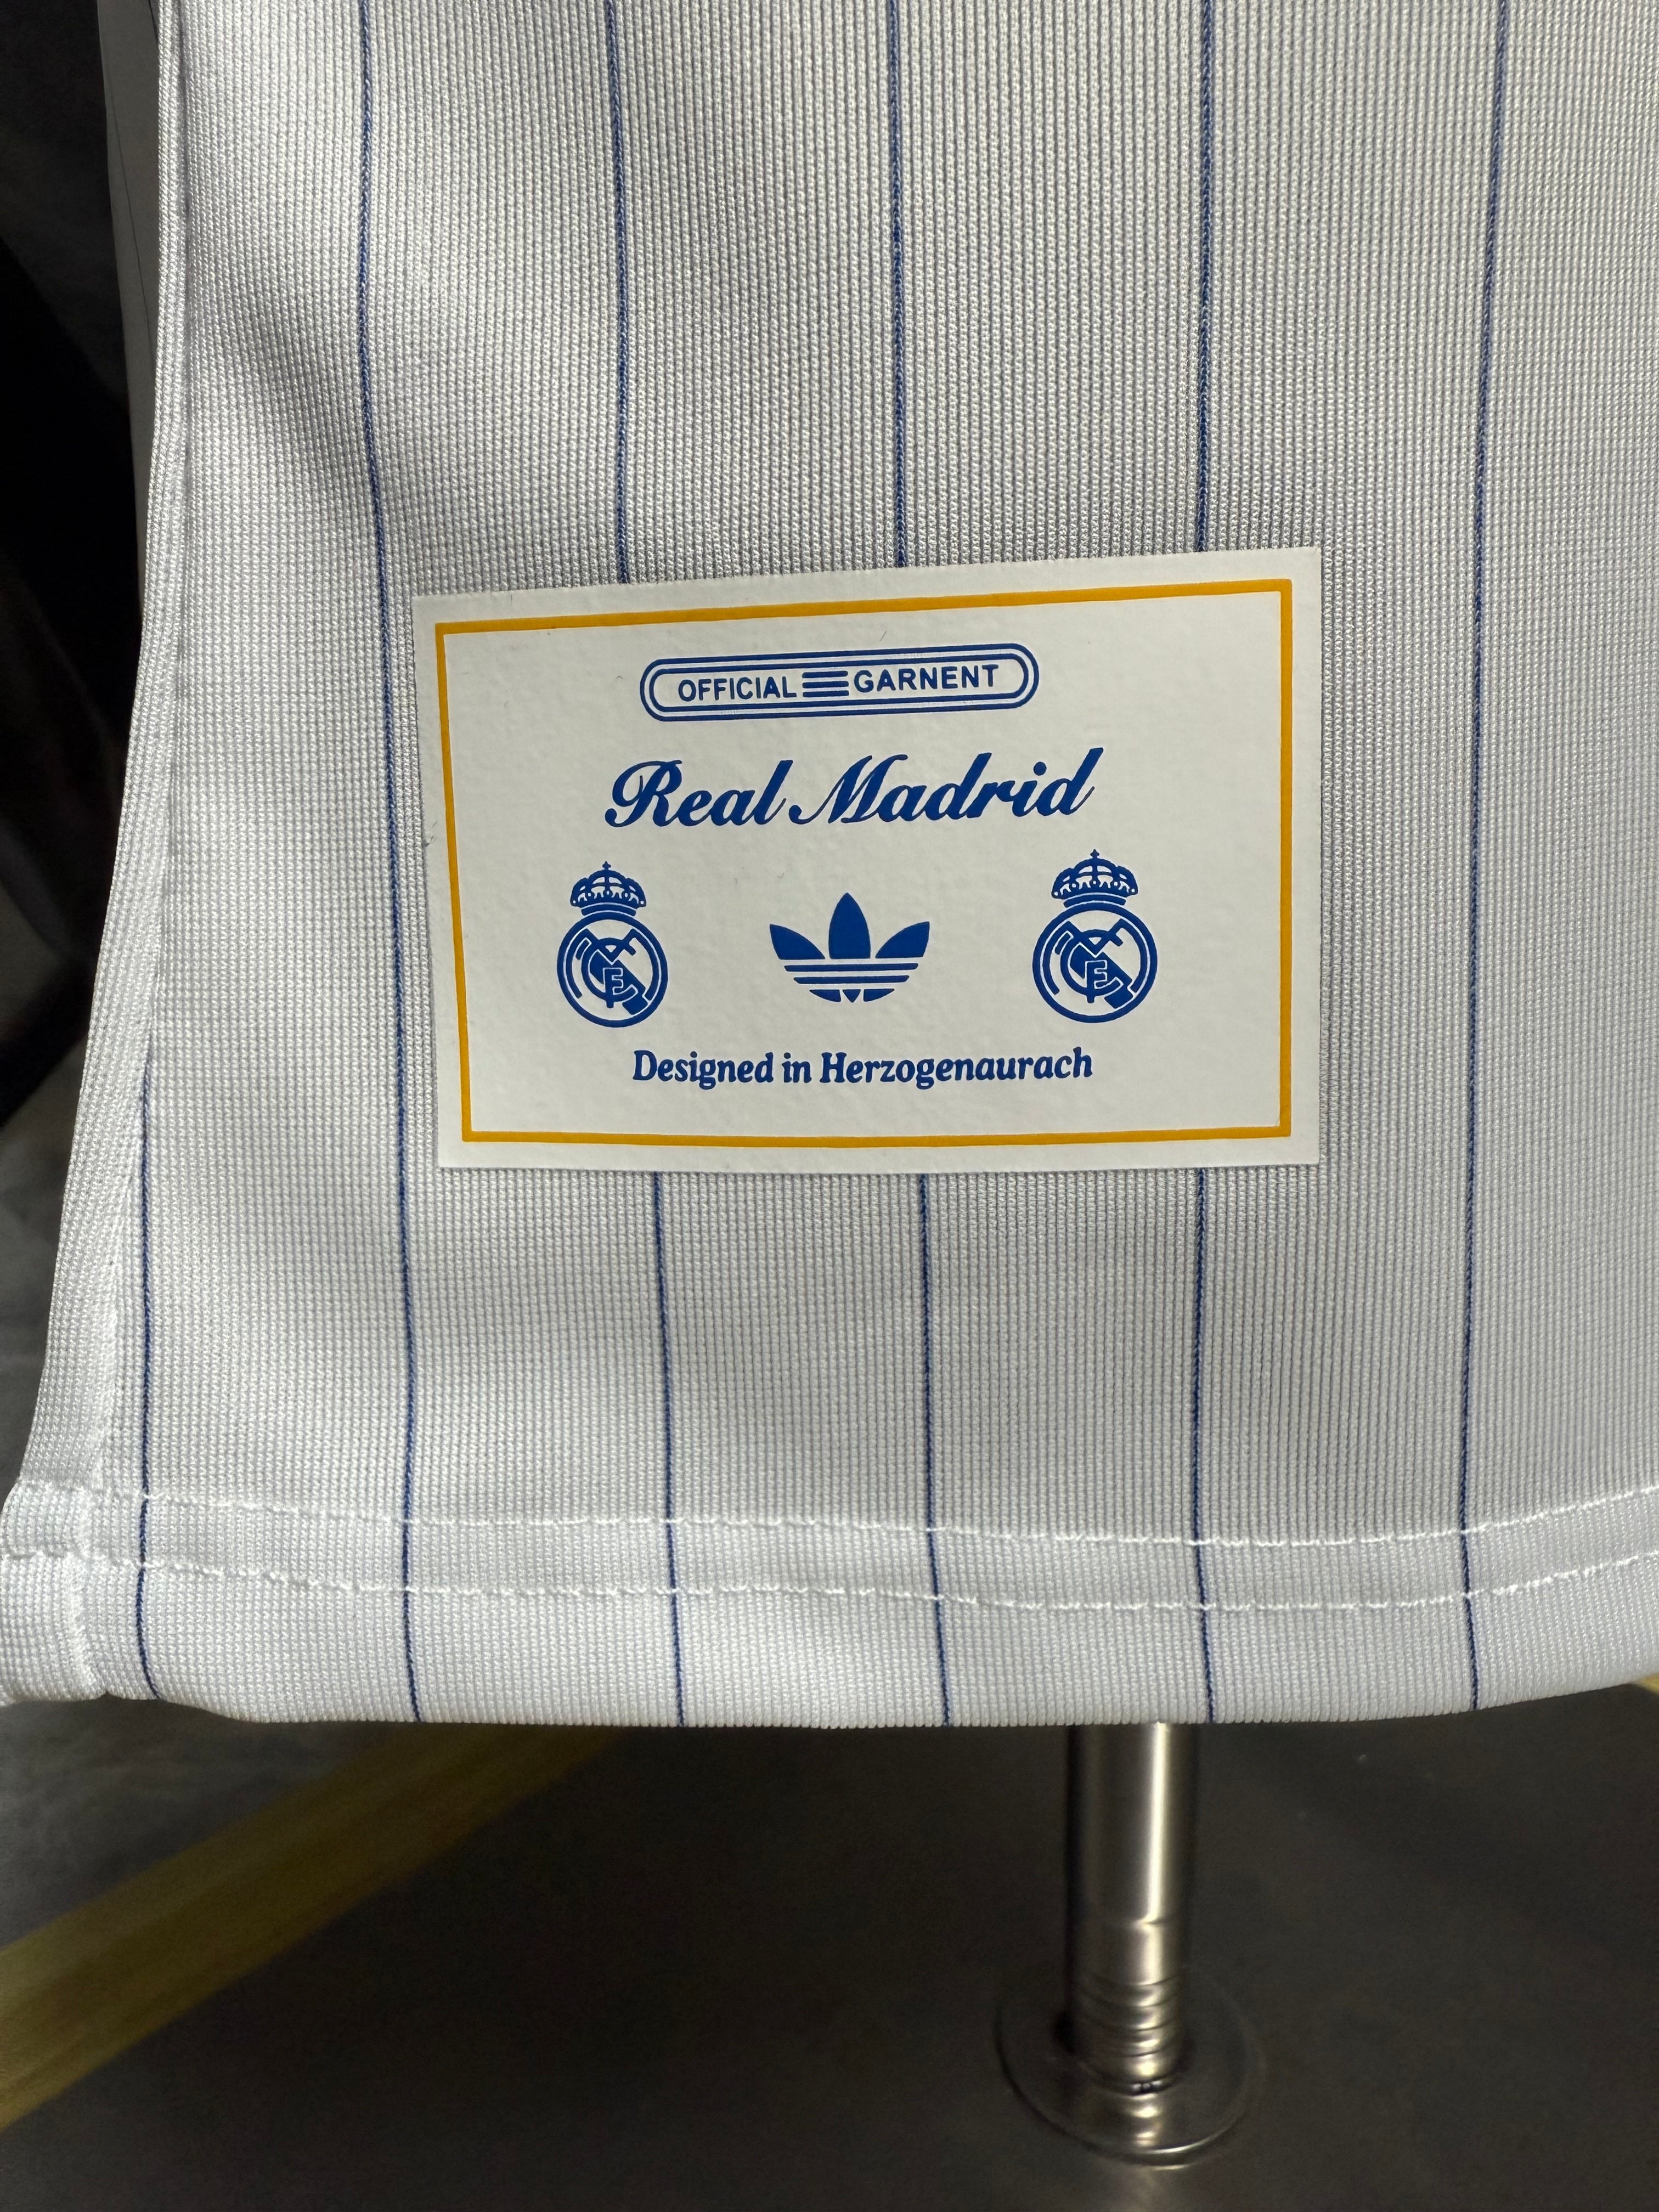 OFFICIAL GARNENT
Real Madrid
Designed in Herzogenaurach